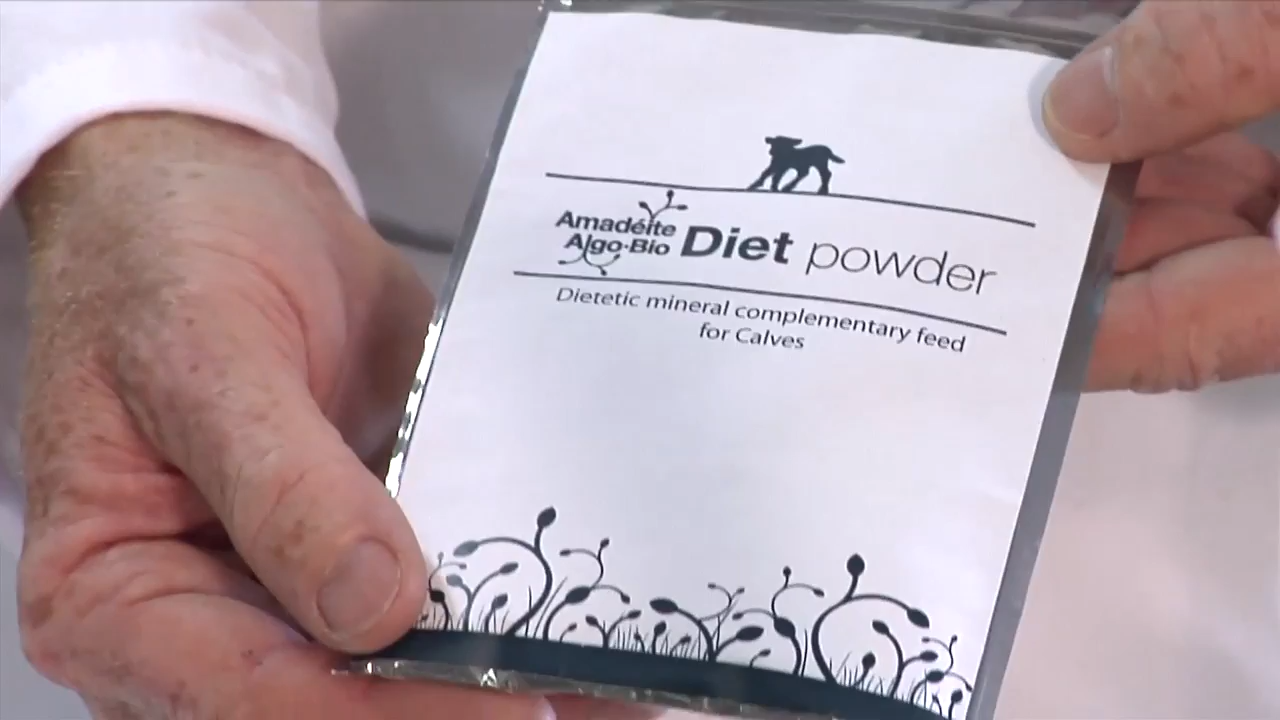 Amadéite
Algo·Bio
Diet powder
Dietetic mineral complementary feed
for Calves